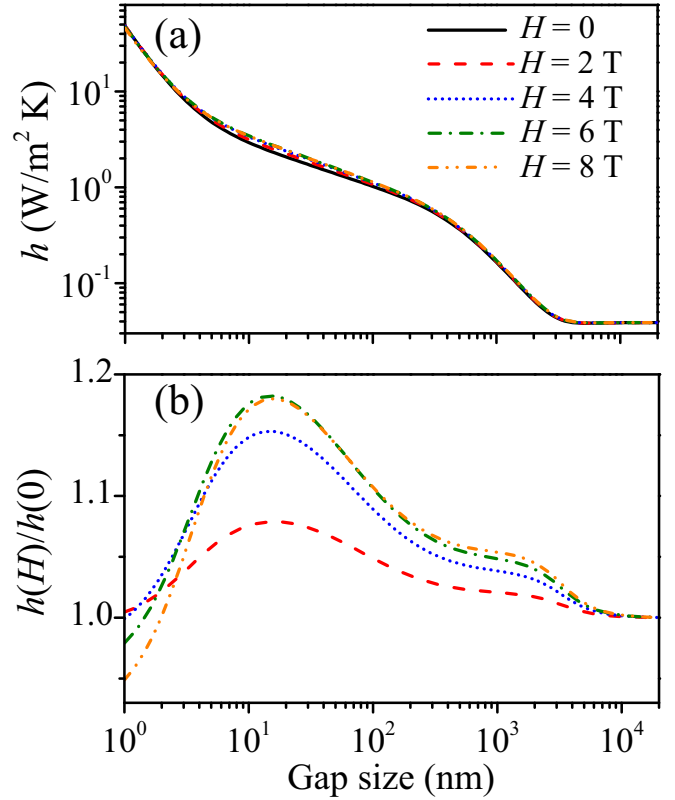 (a)
H = 0
H = 2 T
H = 4 T
H = 6 T
H = 8 T
10¹
10⁰
10⁻¹
h (W/m² K)
(b)
1.2
1.1
1.0
h(H)/h(0)
10⁰ 10¹ 10² 10³ 10⁴
Gap size (nm)